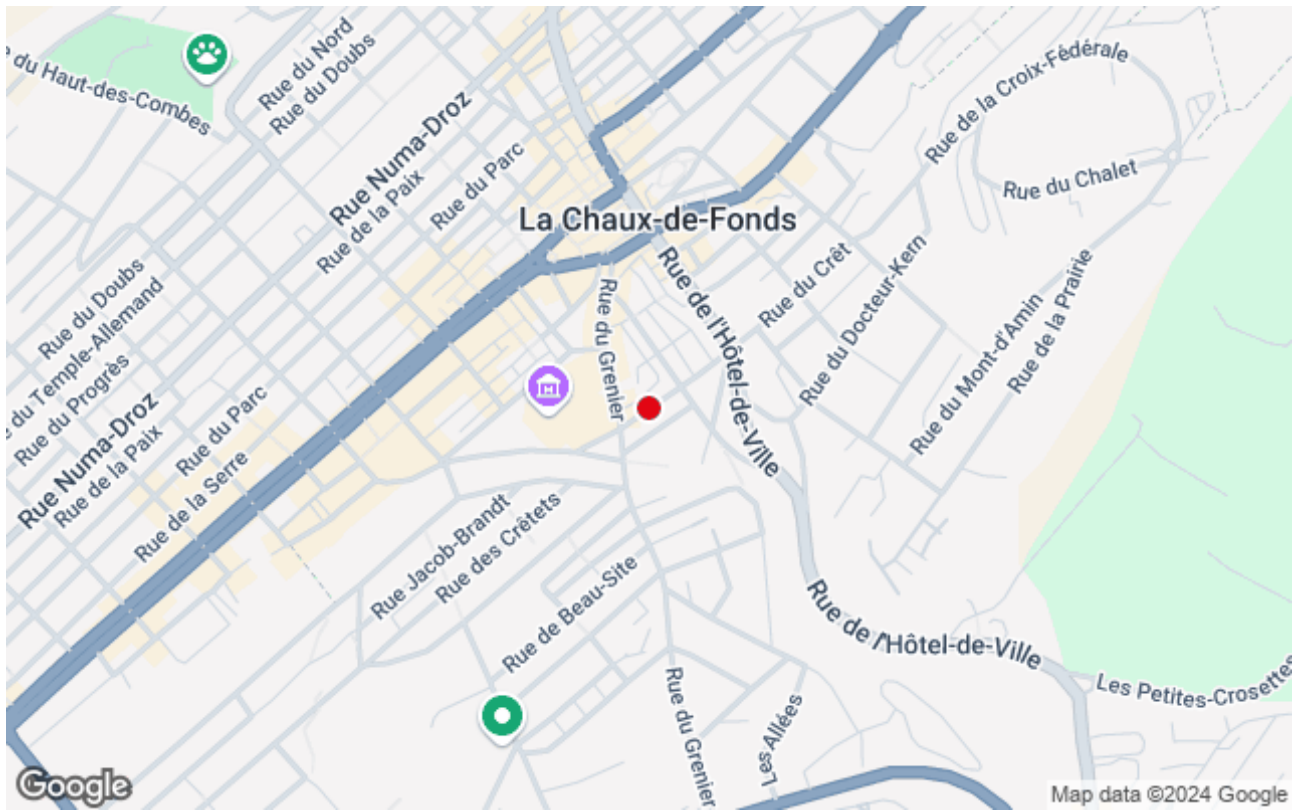 Rue du Nord
Rue du Doubs
du Haut-des-Combes
Rue Numa-Droz
Rue de la Paix
Rue du Parc
La Chaux-de-Fonds
Rue de la Croix-Fédérale
Rue du Chalet
Rue du Doubs
du Temple-Allemand
Rue du Progrès
Rue Numa-Droz
Rue de la Paix
Rue du Parc
Rue de la Serre
Rue du Grenier
Rue de l'Hôtel-de-Ville
Rue du Crêt
Rue du Docteur-Kern
Rue du Mont-d'Amin
Rue de la Prairie
M
Rue Jacob-Brandt
Rue des Crêtets
Rue de Beau-Site
Rue de l'Hôtel-de-Ville
Les Petites-Crosettes
Rue du Grenier
Les Allées
Google
Map data ©2024 Google